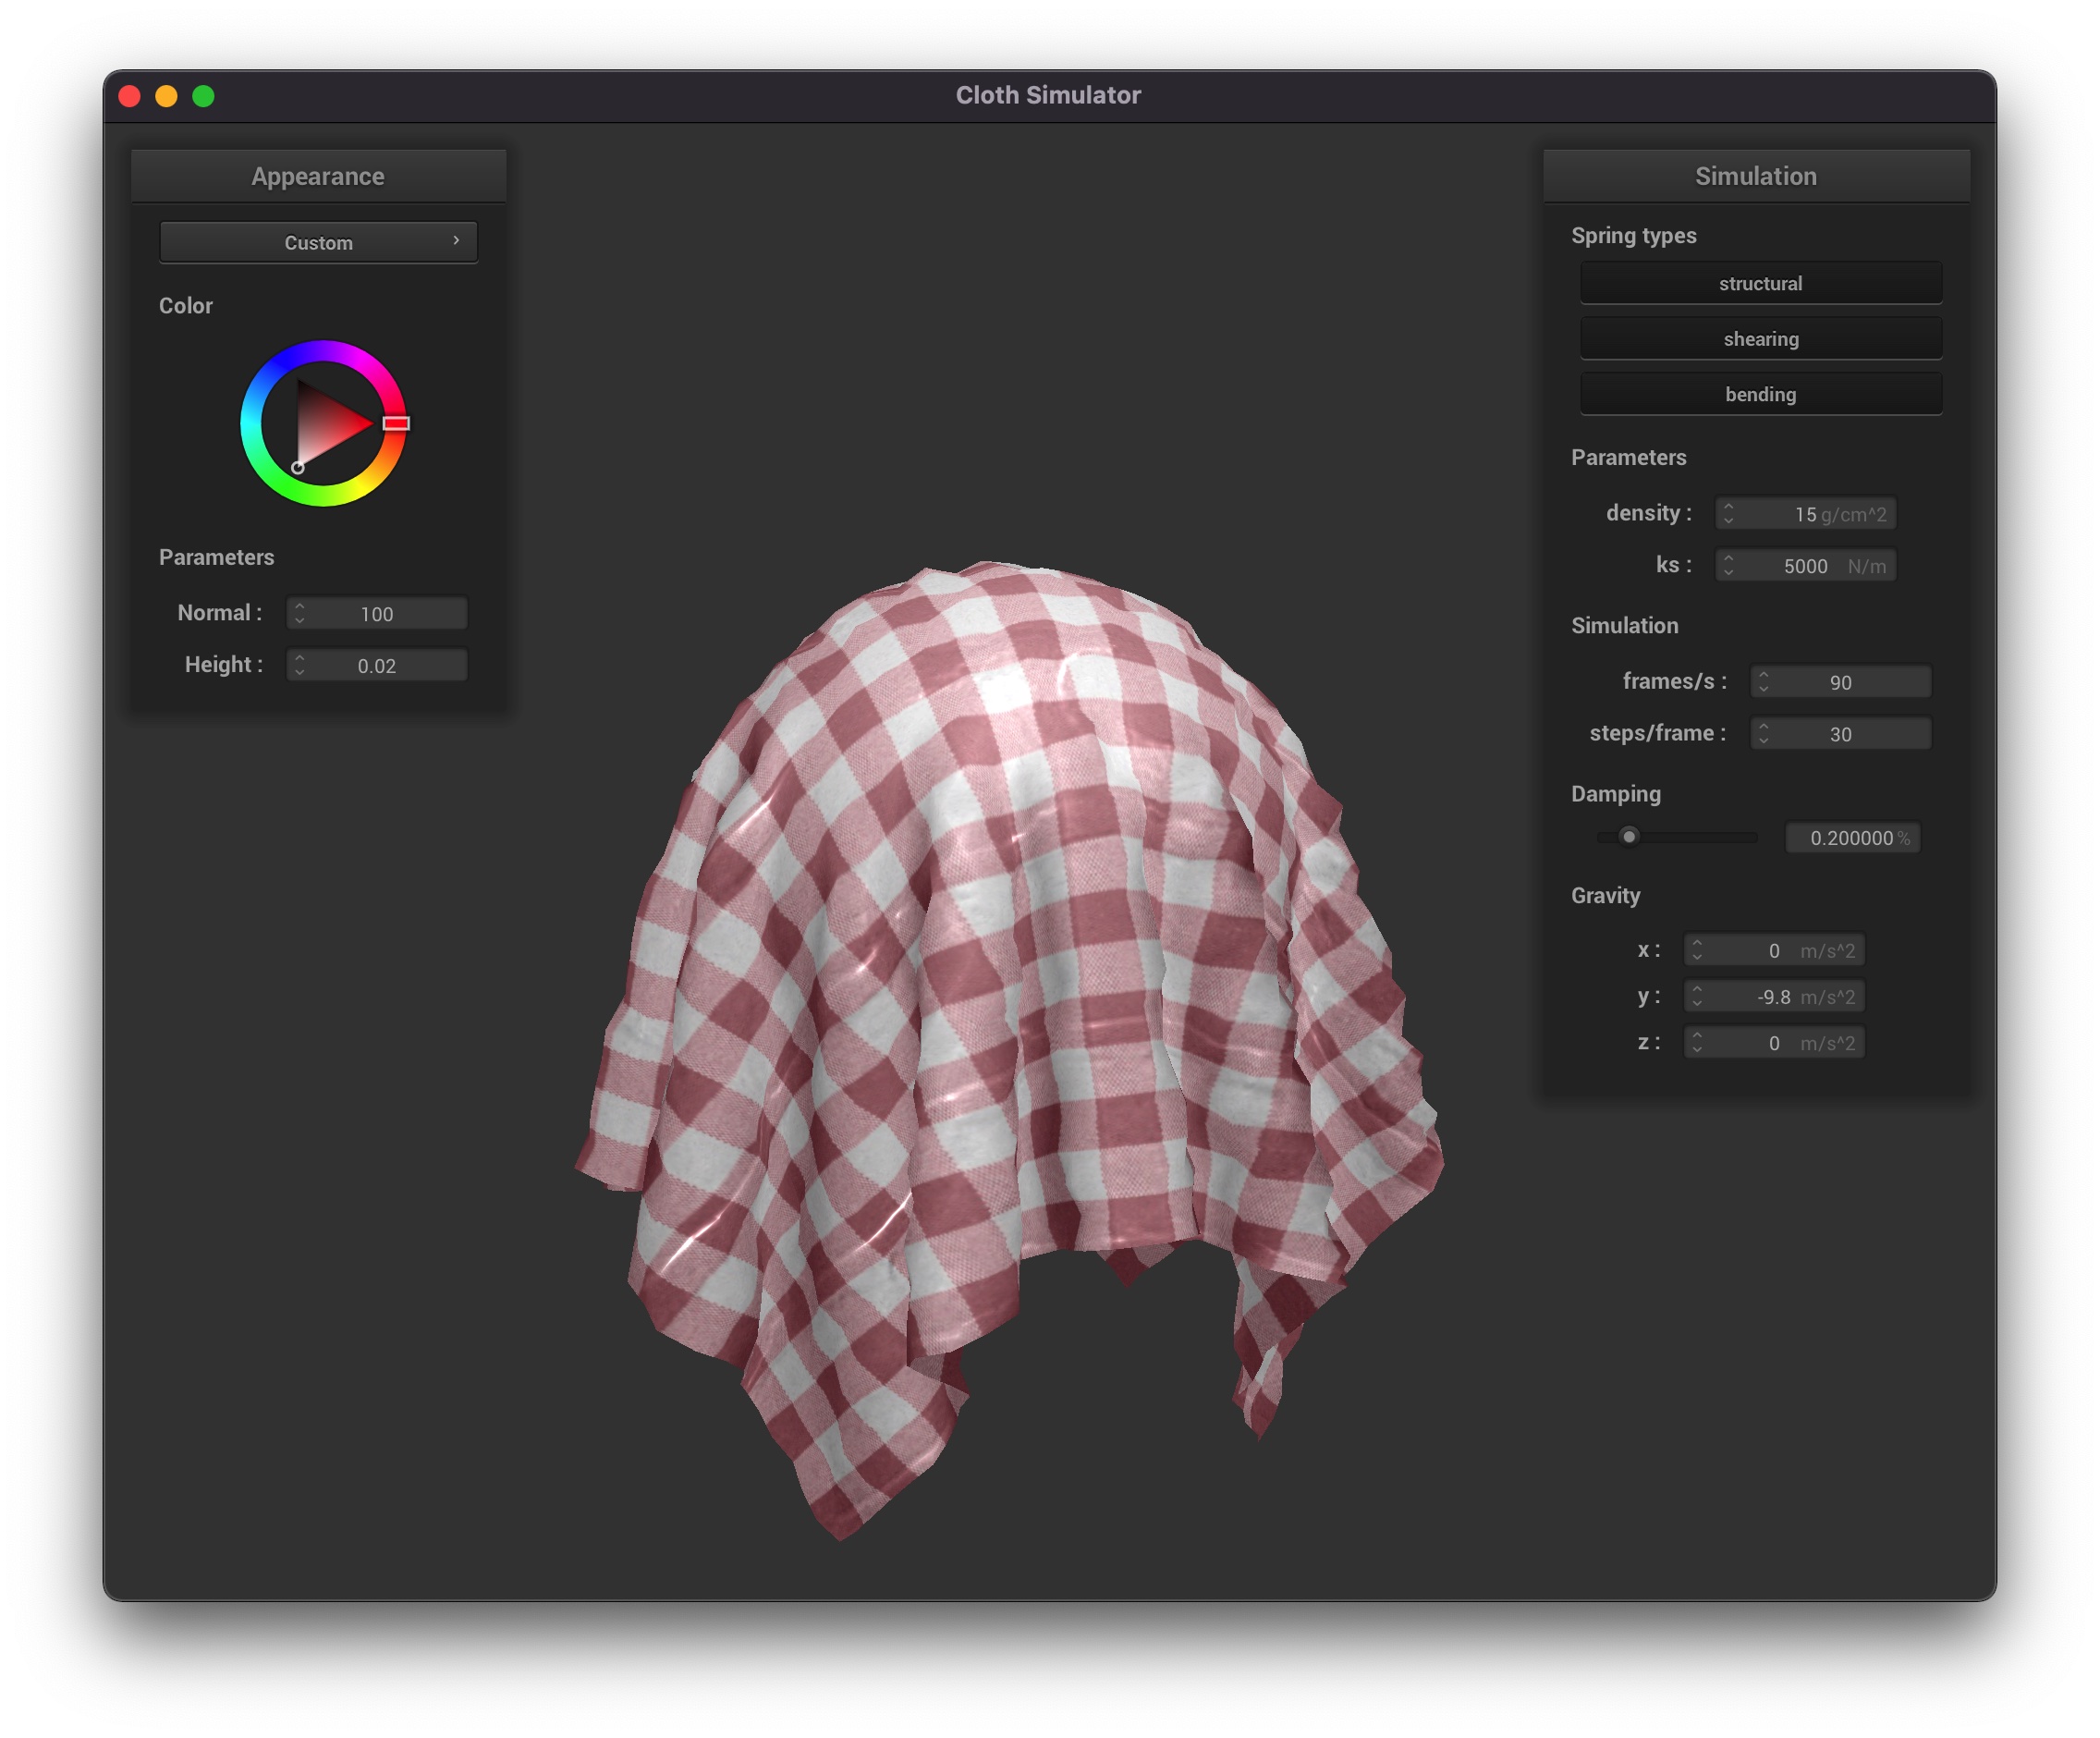 Cloth Simulator
Appearance
Custom
Color
Parameters
Normal : 100
Height : 0.02
Simulation
Spring types
structural
shearing
bending
Parameters
density : 15 g/cm^2
ks : 5000 N/m
Simulation
frames/s : 90
steps/frame : 30
Damping
0.200000 %
Gravity
x : 0 m/s^2
y : -9.8 m/s^2
z : 0 m/s^2